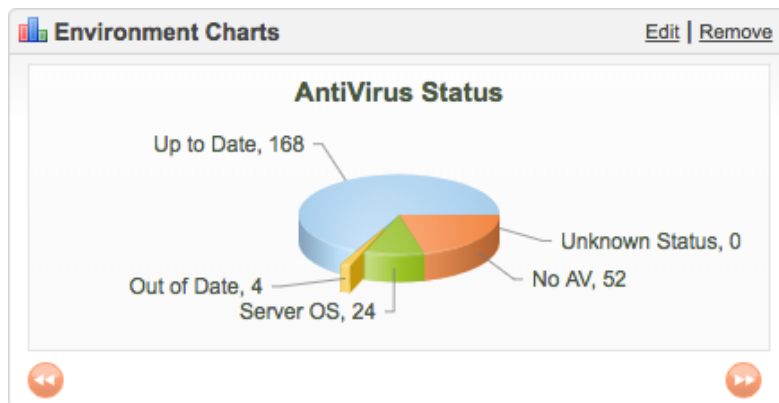 Environment Charts Edit | Remove
AntiVirus Status
Up to Date, 168
Unknown Status, 0
Out of Date, 4
No AV, 52
Server OS, 24